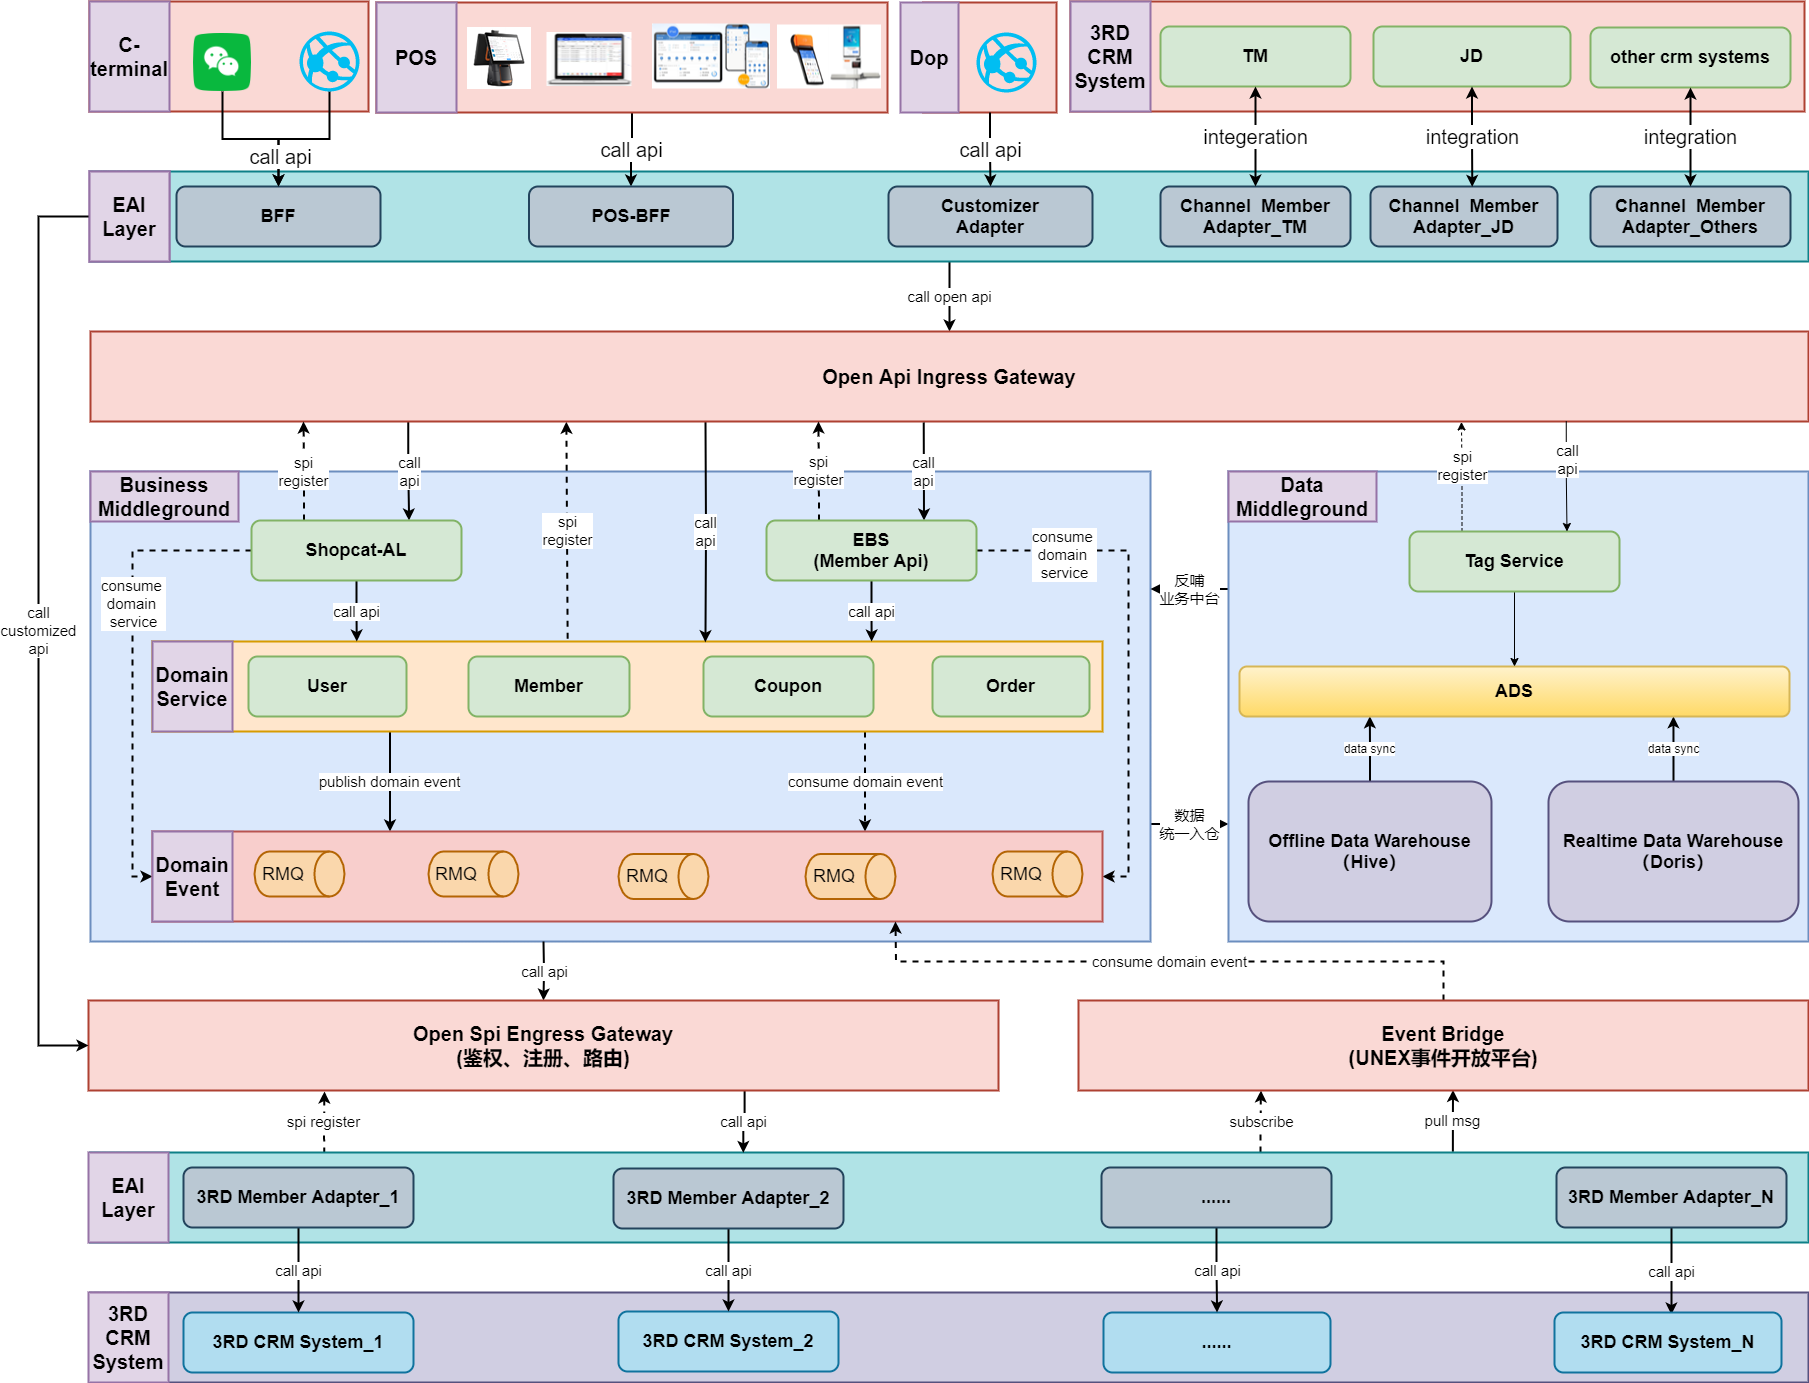 C-
terminal
POS
Dop
3RD
CRM
System
TM
JD
other crm systems
call api
call api
call api
integeration
integration
integration
EAI
Layer
BFF
POS-BFF
Customizer
Adapter
Channel  Member
Adapter_TM
Channel  Member
Adapter_JD
Channel  Member
Adapter_Others
call open api
Open Api Ingress Gateway
spi
register
call
api
spi
register
call
api
spi
register
call
api
spi
register
call
api
Business
Middleground
Data
Middleground
Shopcat-AL
EBS
(Member Api)
Tag Service
consume
domain
service
consume
domain
service
反哺
业务中台
call api
call api
call
customized
api
Domain
Service
User
Member
Coupon
Order
ADS
publish domain event
consume domain event
data sync
data sync
数据
统一入仓
Domain
Event
RMQ
RMQ
RMQ
RMQ
RMQ
Offline Data Warehouse
（Hive）
Realtime Data Warehouse
（Doris）
call api
consume domain event
Open Spi Engress Gateway
(鉴权、注册、路由)
Event Bridge
(UNEX事件开放平台)
spi register
call api
subscribe
pull msg
EAI
Layer
3RD Member Adapter_1
3RD Member Adapter_2
......
3RD Member Adapter_N
call api
call api
call api
call api
3RD
CRM
System
3RD CRM System_1
3RD CRM System_2
......
3RD CRM System_N